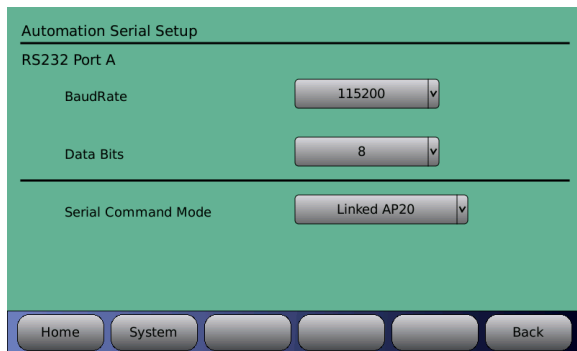 Automation Serial Setup
RS232 Port A
BaudRate 115200
Data Bits 8
Serial Command Mode Linked AP20
Home System Back